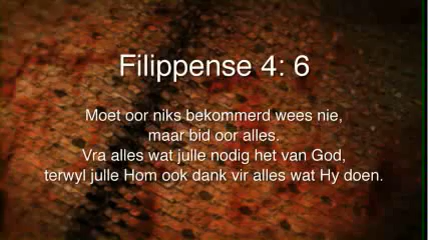 Filippense 4: 6
Moet oor niks bekommerd wees nie,
maar bid oor alles.
Vra alles wat julle nodig het van God,
terwyl julle Hom ook dank vir alles wat Hy doen.